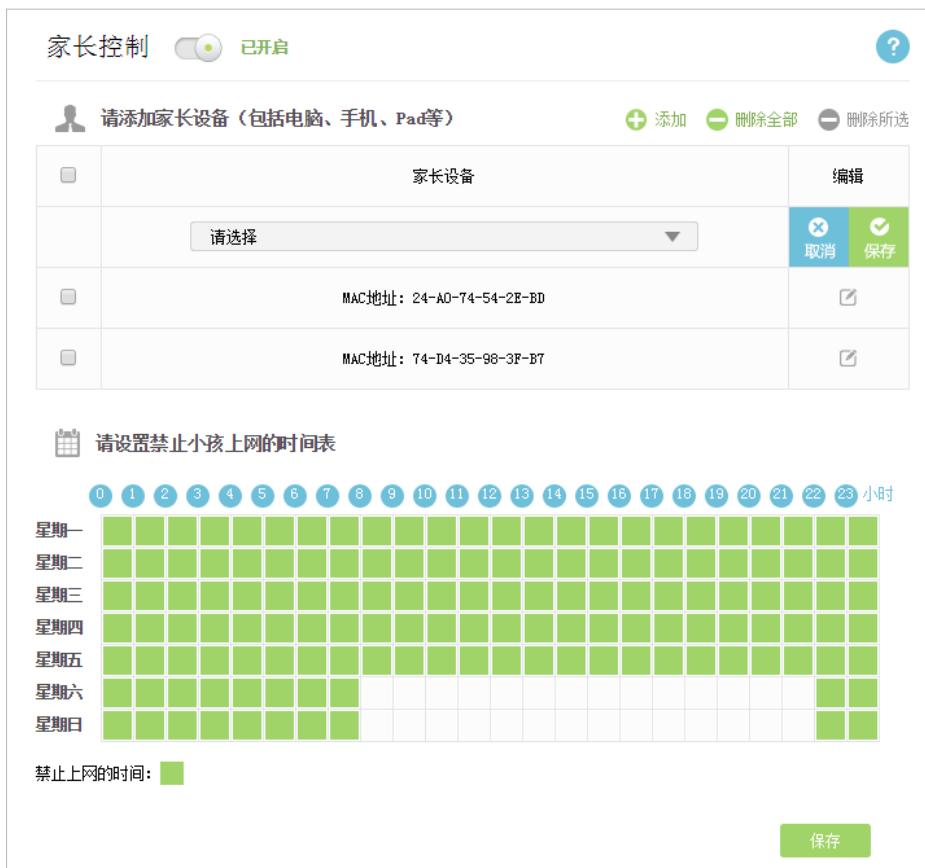 家长控制 已开启 ?
请添加家长设备（包括电脑、手机、Pad等） 添加 删除全部 删除所选
家长设备 编辑
请选择 取消 保存
MAC地址：24-A0-74-54-2E-BD
MAC地址：74-D4-35-98-3F-B7
请设置禁止小孩上网的时间表
0 1 2 3 4 5 6 7 8 9 10 11 12 13 14 15 16 17 18 19 20 21 22 23 小时
星期一
星期二
星期三
星期四
星期五
星期六
星期日
禁止上网的时间：
保存